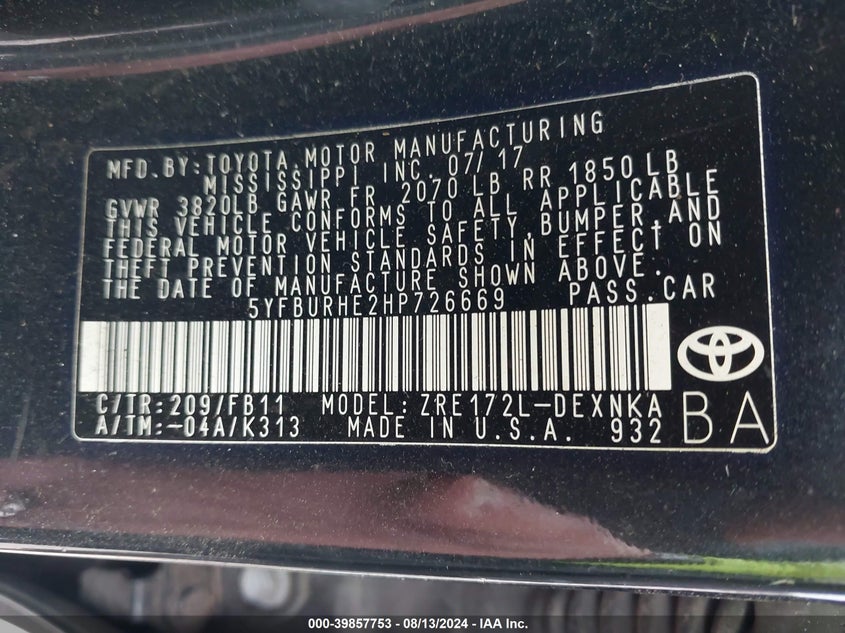 MFD.BY: TOYOTA MOTOR MANUFACTURING
MISSISSIPPI INC. 07/17
GVWR 3820LB GAWR FR 2070 LB RR 1850 LB
THIS VEHICLE CONFORMS TO ALL APPLICABLE
FEDERAL MOTOR VEHICLE SAFETY,BUMPER,AND
THEFT PREVENTION STANDARDS IN EFFECT ON
THE DATE OF MANUFACTURE SHOWN ABOVE.
5YFBURHE2HP726669 PASS.CAR
C/TR:209/FB11 MODEL: ZRE172L-DEXNKA
A/TM:-04A/K313 MADE IN U.S.A. 932
BA
000-39857753 - 08/13/2024 - IAA Inc.